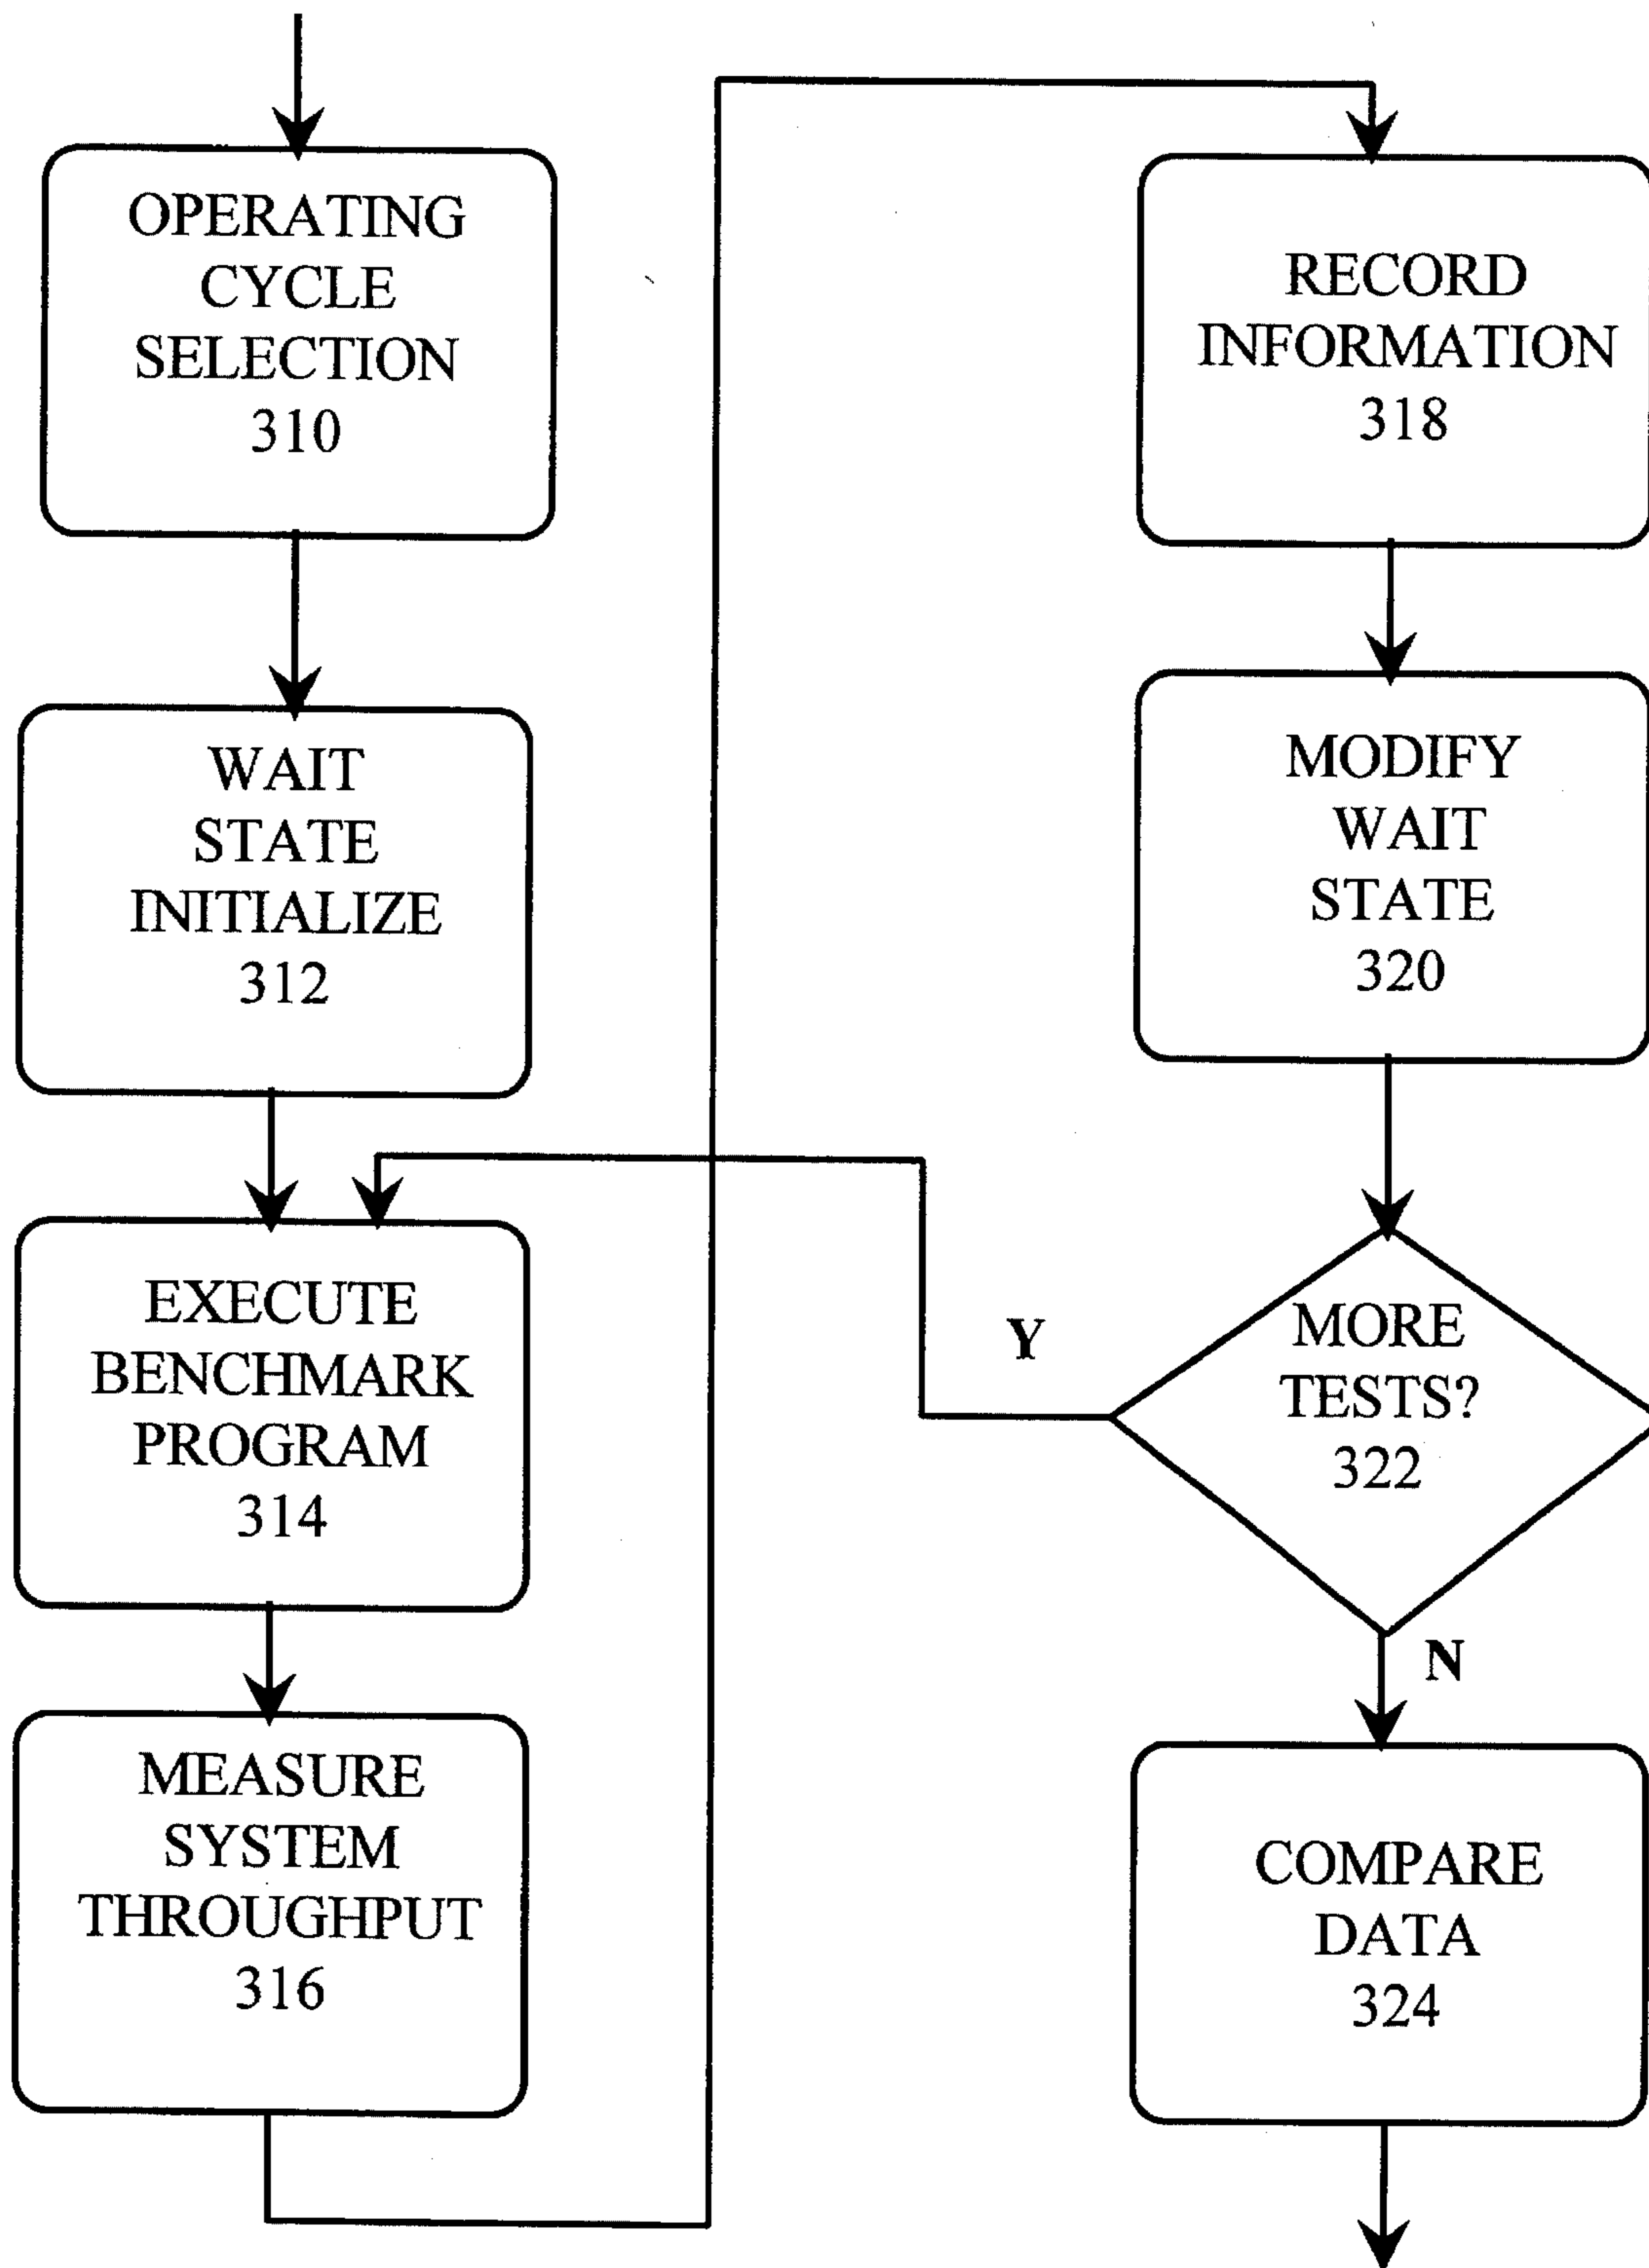 OPERATING
CYCLE
SELECTION
310
WAIT
STATE
INITIALIZE
312
EXECUTE
BENCHMARK
PROGRAM
314
MEASURE
SYSTEM
THROUGHPUT
316
RECORD
INFORMATION
318
MODIFY
WAIT
STATE
320
MORE
TESTS?
322
Y
N
COMPARE
DATA
324